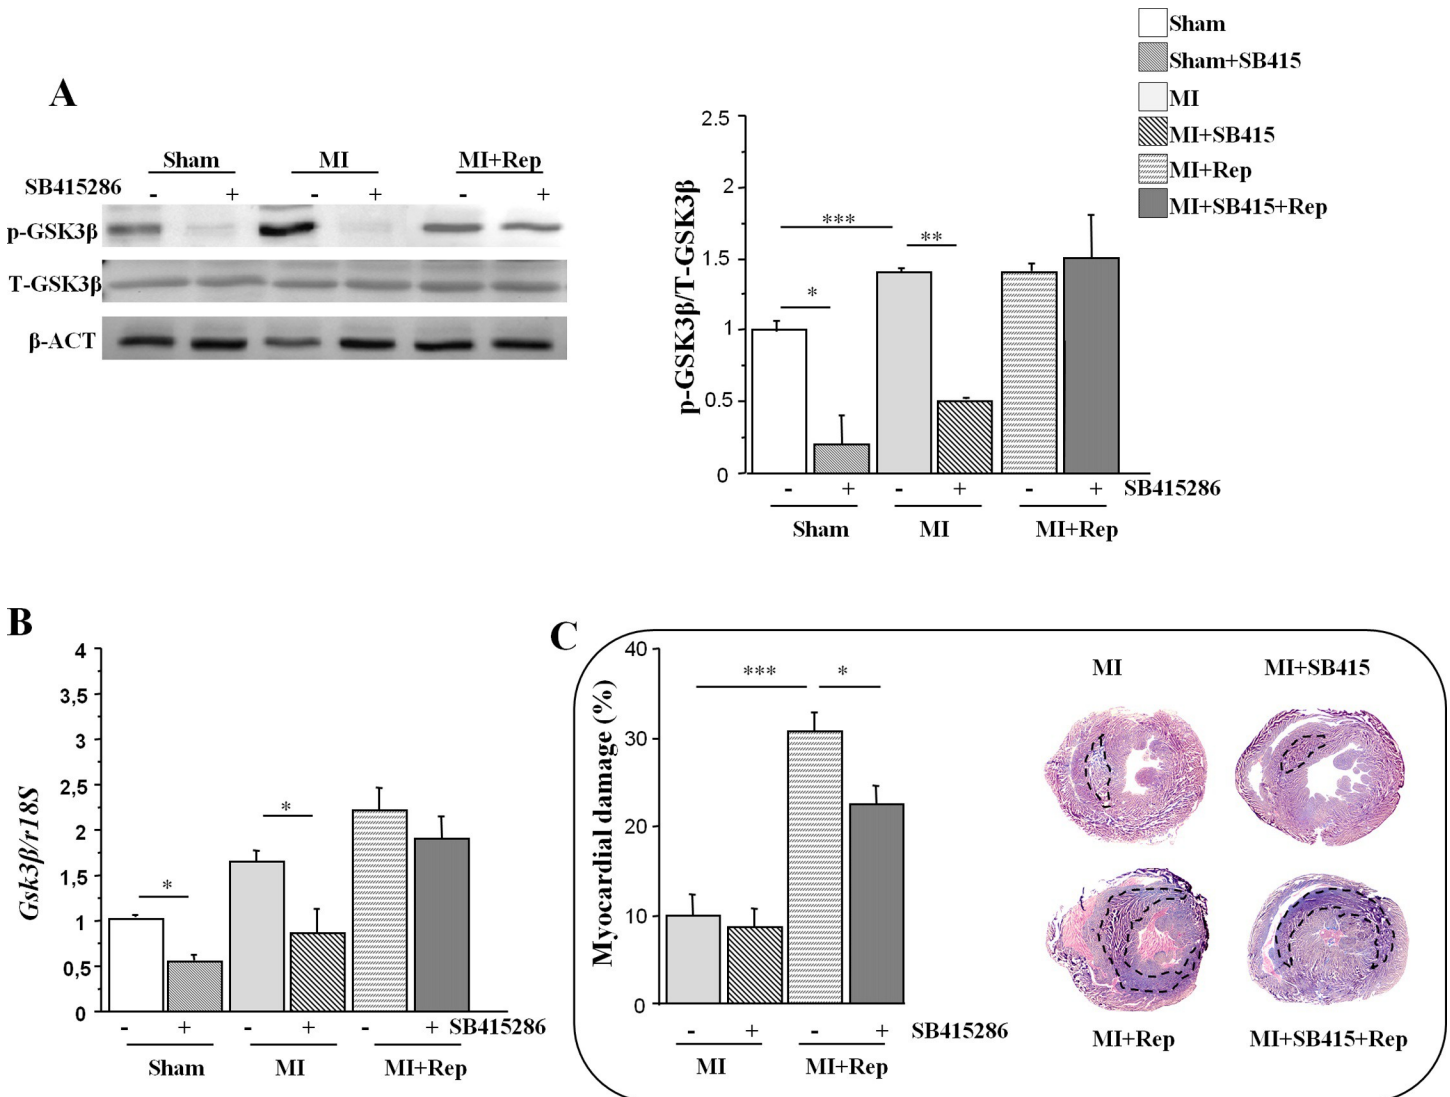 Sham
Sham+SB415
MI
MI+SB415
MI+Rep
MI+SB415+Rep
A
Sham MI MI+Rep
SB415286 - + - + - +
p-GSK3β
T-GSK3β
β-ACT
p-GSK3β/T-GSK3β
2.5
2
1.5
1
0.5
0
***
**
*
- + - + - + SB415286
Sham MI MI+Rep
B
Gsk3β/r18S
4
3,5
3
2,5
2
1,5
1
0,5
0
*
*
- + - + - + SB415286
Sham MI MI+Rep
C
Myocardial damage (%)
40
30
20
10
0
*** *
- + - + SB415286
MI MI+Rep
MI MI+SB415
MI+Rep MI+SB415+Rep